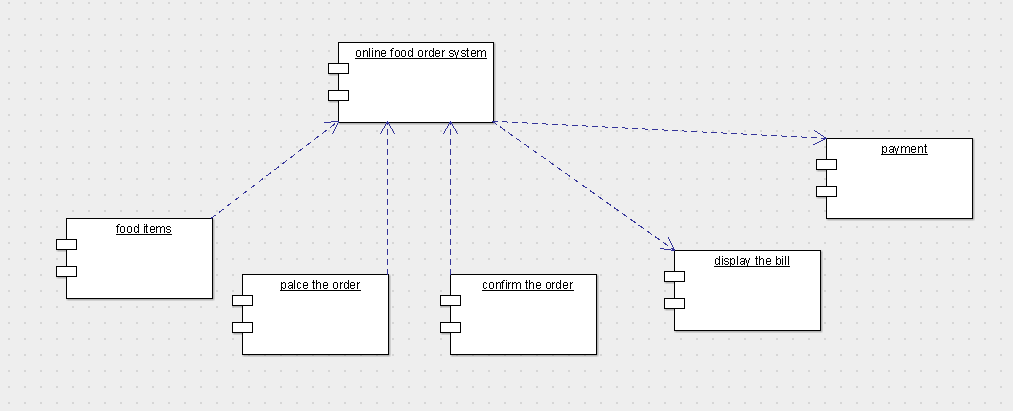 online food order system
payment
food items
display the bill
palce the order
confirm the order